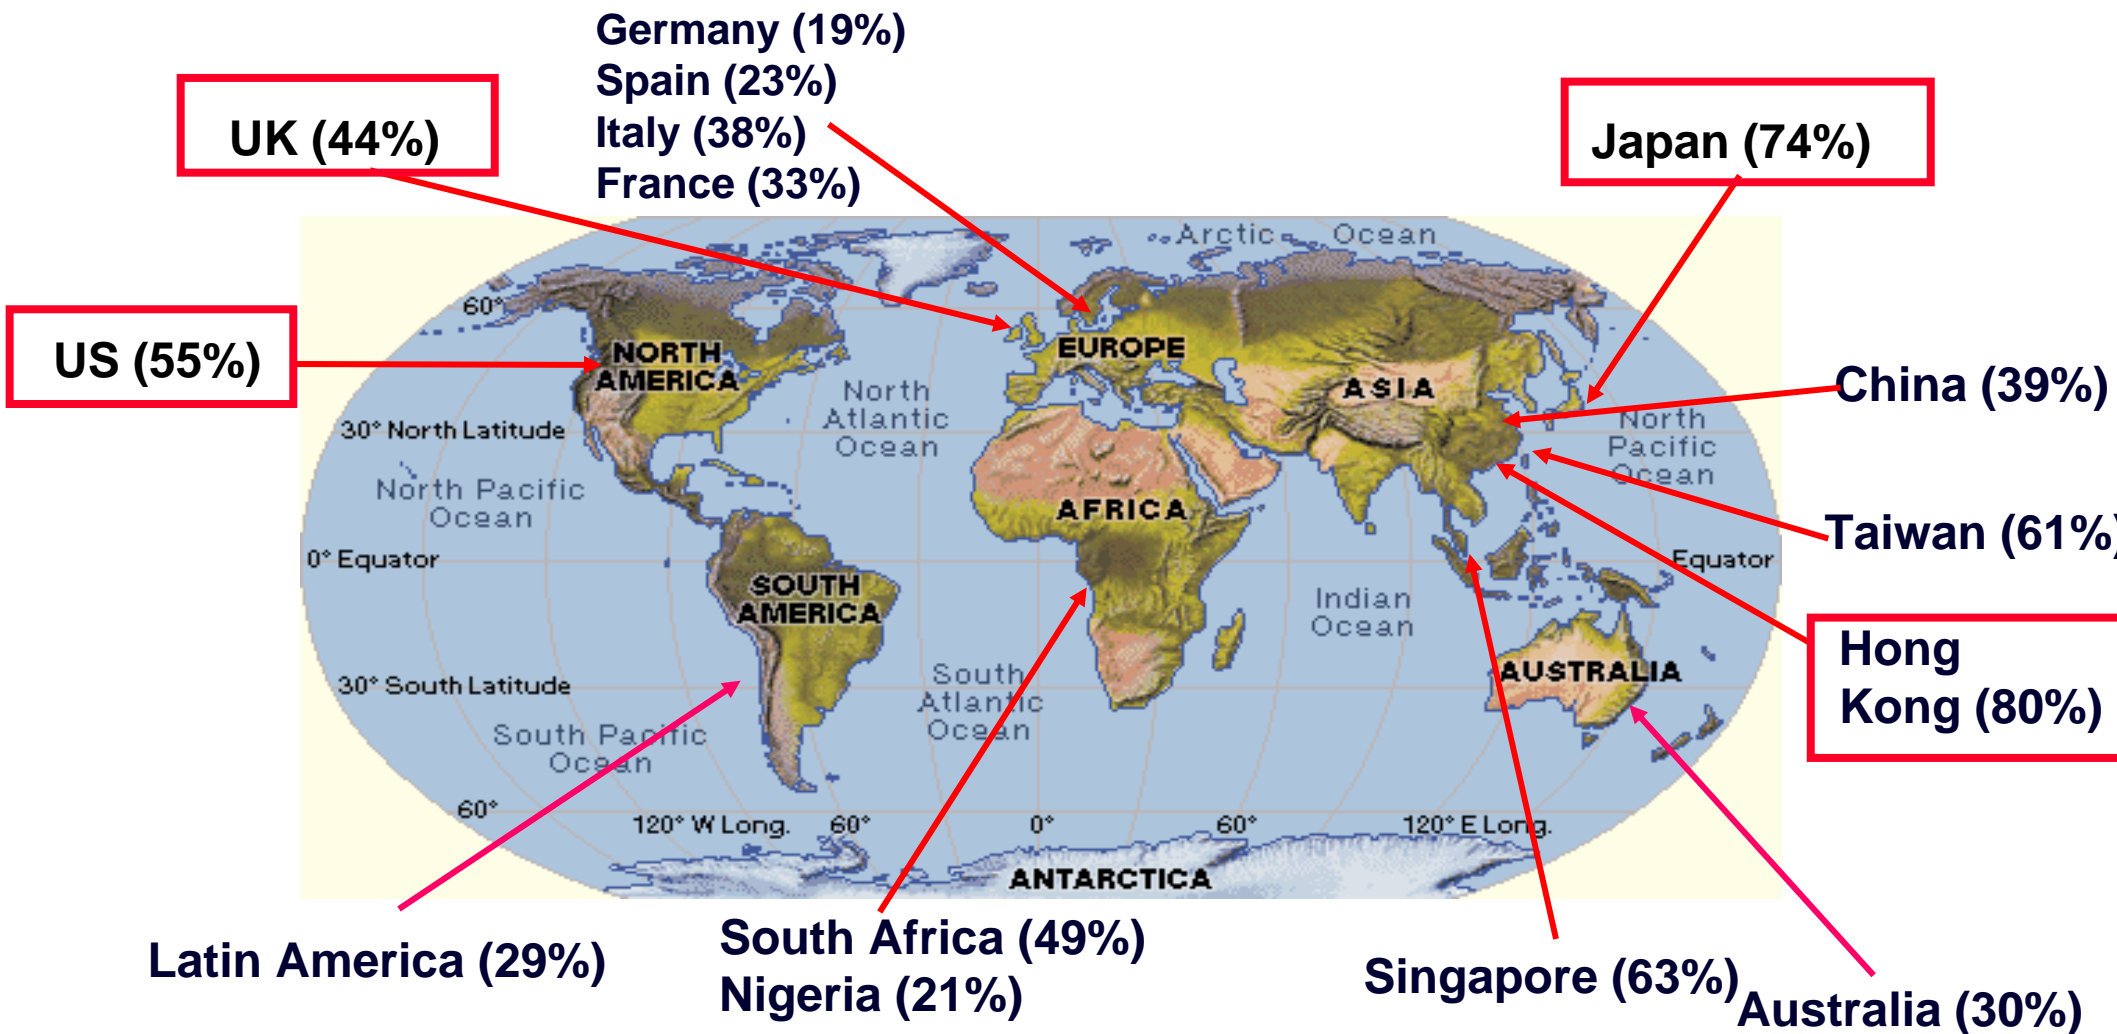 Germany (19%)
Spain (23%)
Italy (38%)
France (33%)
UK (44%)
Japan (74%)
US (55%)
China (39%)
Taiwan (61%)
Hong
Kong (80%)
Arctic Ocean
60°
NORTH
AMERICA
EUROPE
ASIA
North
Atlantic
Ocean
North
Pacific
Ocean
30° North Latitude
North Pacific
Ocean
AFRICA
0° Equator
Equator
SOUTH
AMERICA
Indian
Ocean
AUSTRALIA
30° South Latitude
South
Atlantic
Ocean
South Pacific
Ocean
60°
120° W Long.
60°
0°
60°
120° E Long.
ANTARCTICA
Latin America (29%)
South Africa (49%)
Nigeria (21%)
Singapore (63%)
Australia (30%)